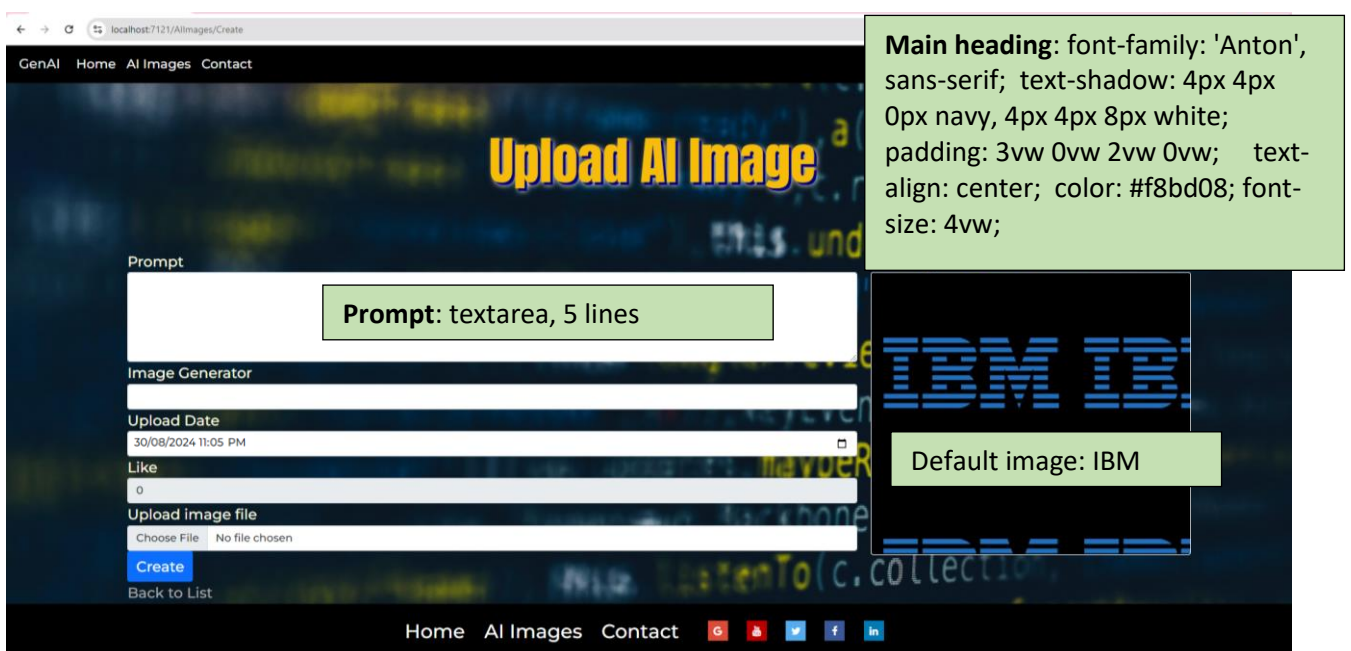 localhost:7121/AIImages/Create
GenAI Home AI Images Contact
Main heading: font-family: 'Anton',
sans-serif; text-shadow: 4px 4px
0px navy, 4px 4px 8px white;
padding: 3vw 0vw 2vw 0vw; text-
align: center; color: #f8bd08; font-
size: 4vw;
Upload AI Image
Prompt
Prompt: textarea, 5 lines
Image Generator
Upload Date
30/08/2024 11:05 PM
Like
0
Upload image file
Choose File No file chosen
Create
Back to List
IBM IB
Default image: IBM
this.und
listenTo(c.collection,
Home AI Images Contact